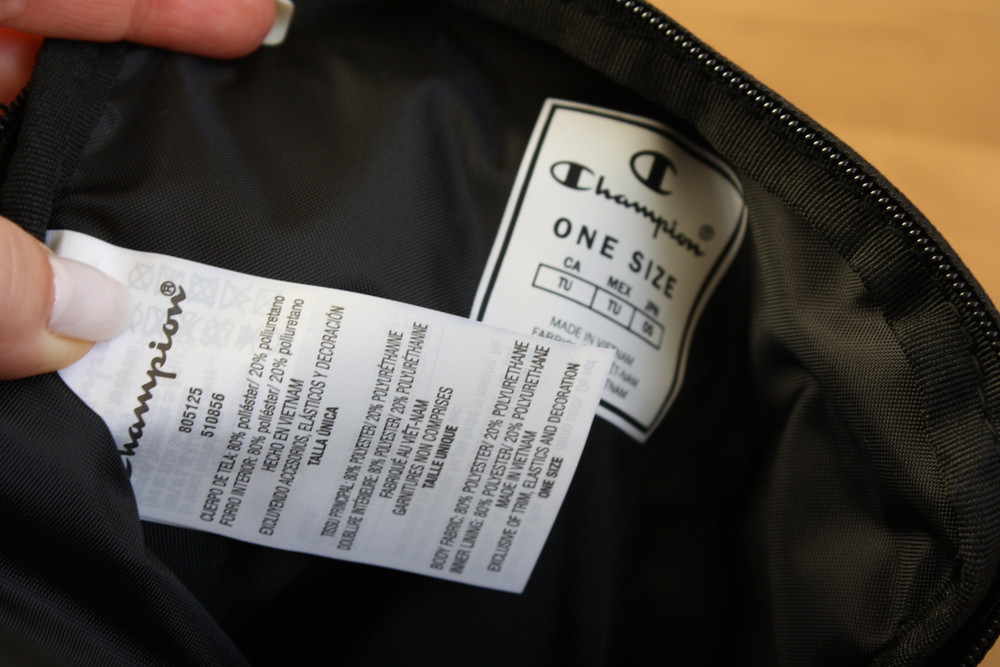 Champion®
ONE SIZE
CA MEX JPN
TU TU OS
MADE IN VIETNAM
Champion®
805125
510856
CUERPO DE TELA: 80% poliéster/ 20% poliuretano
FORRO INTERIOR: 80% poliéster/ 20% poliuretano
HECHO EN VIETNAM
EXCLUYENDO ACCESORIOS, ELÁSTICOS Y DECORACIÓN
TALLA ÚNICA
TISSO PRINCIPAL: 80% POLYESTER/ 20% POLYURÉTHANNE
DOUBLURE INTÉRIEURE: 80% POLYESTER/ 20% POLYURÉTHANNE
FABRIQUÉ AU VIÊT-NAM
GARNITURES NON COMPRISES
TAILLE UNIQUE
BODY FABRIC: 80% POLYESTER/ 20% POLYURETHANE
INNER LINING: 80% POLYESTER/ 20% POLYURETHANE
MADE IN VIETNAM
EXCLUSIVE OF TRIM, ELASTICS AND DECORATION
ONE SIZE